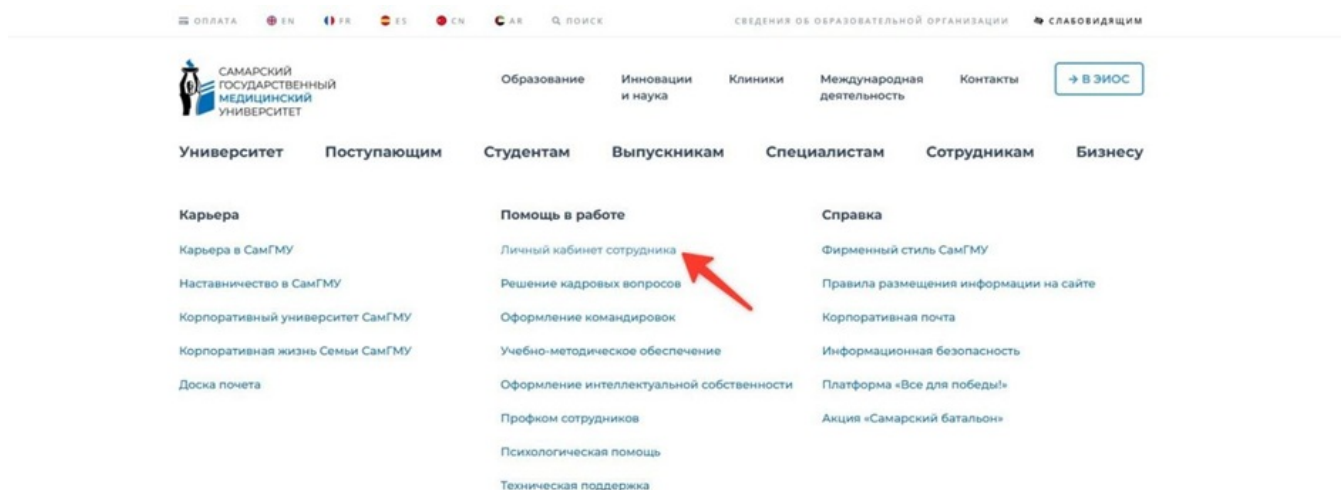 ОПЛАТА EN FR ES CN AR ПОИСК СВЕДЕНИЯ ОБ ОБРАЗОВАТЕЛЬНОЙ ОРГАНИЗАЦИИ СЛАБОВИДЯЩИМ
САМАРСКИЙ
ГОСУДАРСТВЕННЫЙ
МЕДИЦИНСКИЙ
УНИВЕРСИТЕТ
Образование
Инновации
и наука
Клиники
Международная
деятельность
Контакты
→ В ЭИОС
Университет Поступающим Студентам Выпускникам Специалистам Сотрудникам Бизнесу
Карьера
Карьера в СамГМУ
Наставничество в СамГМУ
Корпоративный университет СамГМУ
Корпоративная жизнь Семьи СамГМУ
Доска почета
Помощь в работе
Личный кабинет сотрудника
Решение кадровых вопросов
Оформление командировок
Учебно-методическое обеспечение
Оформление интеллектуальной собственности
Профком сотрудников
Психологическая помощь
Техническая поддержка
Справка
Фирменный стиль СамГМУ
Правила размещения информации на сайте
Корпоративная почта
Информационная безопасность
Платформа «Все для победы!»
Акция «Самарский батальон»